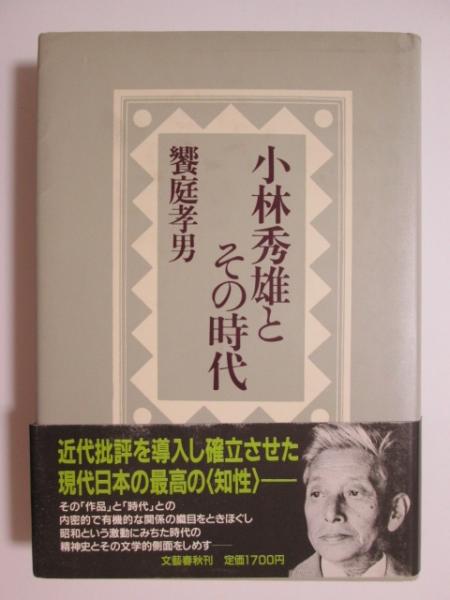 小林秀雄と
その時代
饗庭孝男
近代批評を導入し確立させた
現代日本の最高の〈知性〉──
その「作品」と「時代」との
内密的で有機的な関係の織目をときほぐし
昭和という激動にみちた時代の
精神史とその文学的側面をしめす──
文藝春秋刊 定価1700円